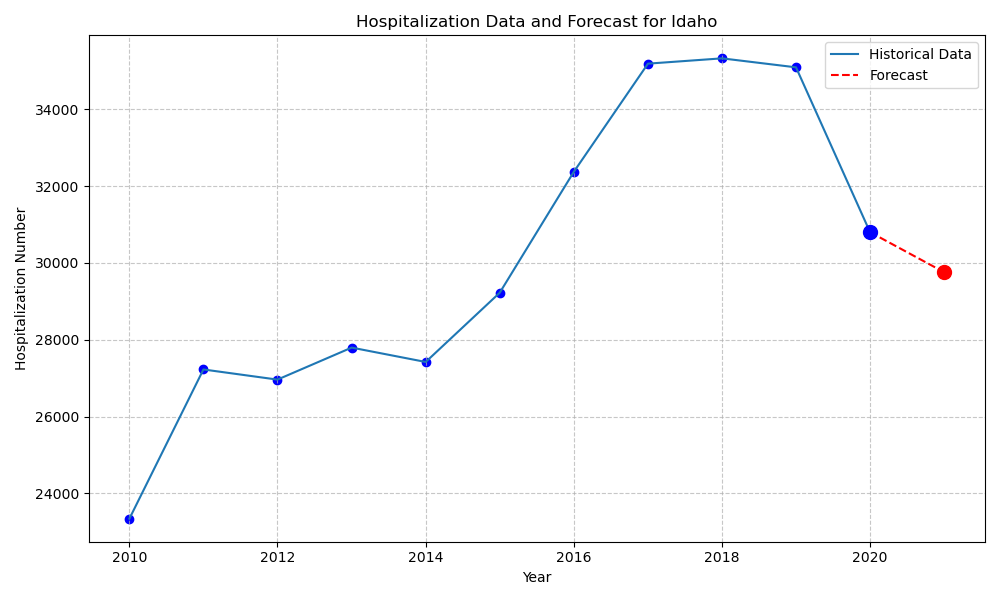 Hospitalization Data and Forecast for Idaho
Historical Data
Forecast
Hospitalization Number
34000
32000
30000
28000
26000
24000
2010
2012
2014
2016
2018
2020
Year